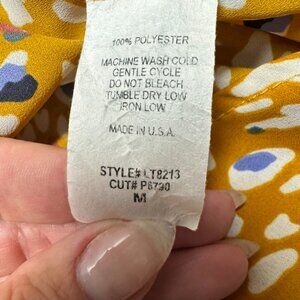 100% POLYESTER
MACHINE WASH COLD
GENTLE CYCLE
DO NOT BLEACH
TUMBLE DRY LOW
IRON LOW
MADE IN U.S.A.
STYLE# LT8213
CUT# P6790
M